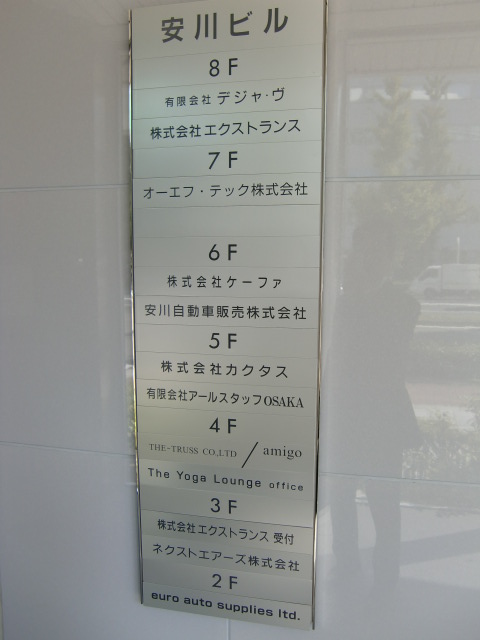 安川ビル
8F
有限会社 デジャ・ヴ
株式会社エクストランス
7F
オーエフ・テック株式会社
6F
株式会社ケーファ
安川自動車販売株式会社
5F
株式会社カクタス
有限会社アールスタッフOSAKA
4F
THE-TRUSS CO.,LTD / amigo
The Yoga Lounge office
3F
株式会社エクストランス 受付
ネクストエアーズ株式会社
2F
euro auto supplies ltd.